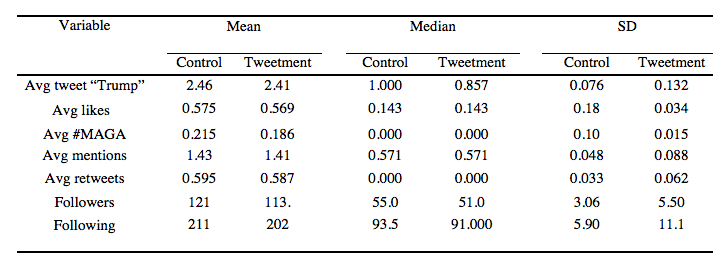 Variable Mean Median SD
Control Tweetment Control Tweetment Control Tweetment
Avg tweet “Trump” 2.46 2.41 1.000 0.857 0.076 0.132
Avg likes 0.575 0.569 0.143 0.143 0.18 0.034
Avg #MAGA 0.215 0.186 0.000 0.000 0.10 0.015
Avg mentions 1.43 1.41 0.571 0.571 0.048 0.088
Avg retweets 0.595 0.587 0.000 0.000 0.033 0.062
Followers 121 113. 55.0 51.0 3.06 5.50
Following 211 202 93.5 91.000 5.90 11.1